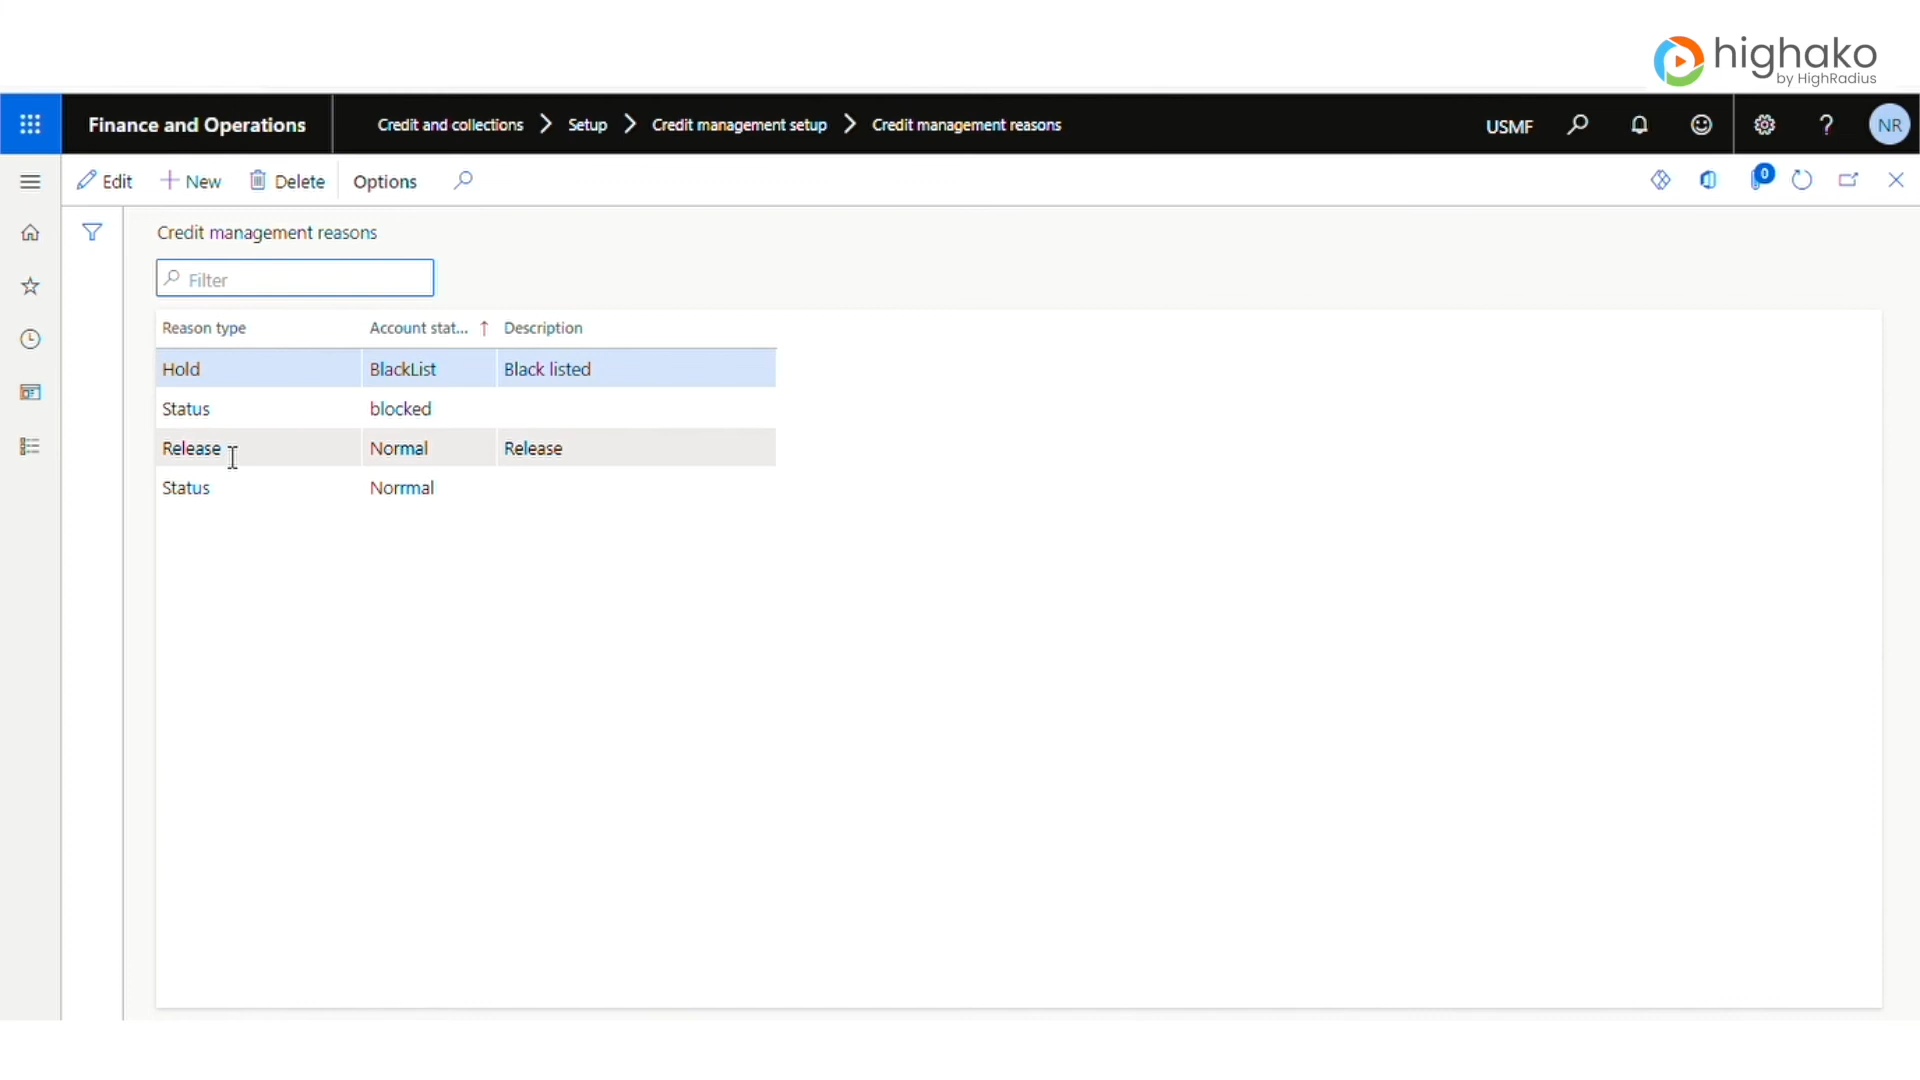 highako
by HighRadius
Finance and Operations Credit and collections Setup Credit management setup Credit management reasons USMF NR
Edit New Delete Options 0
Credit management reasons
Filter
Reason type Account stat... Description
Hold BlackList Black listed
Status blocked
Release Normal Release
Status Norrmal